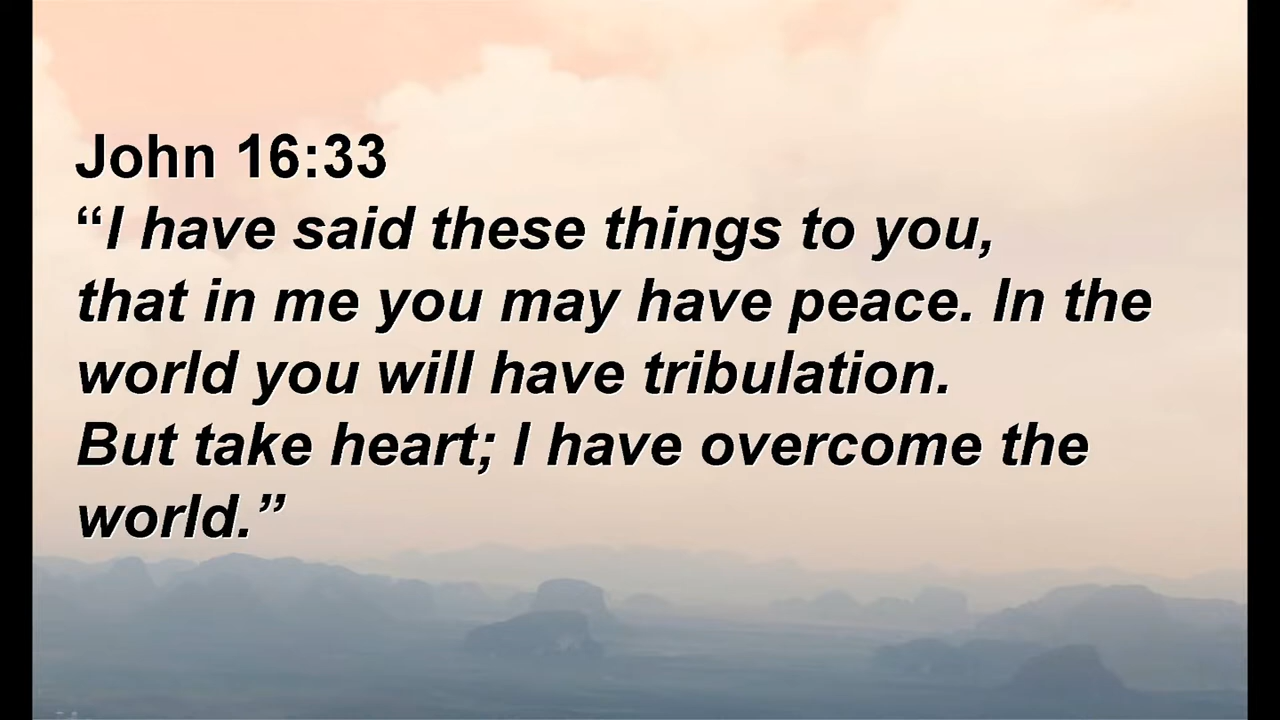 John 16:33
“I have said these things to you,
that in me you may have peace. In the
world you will have tribulation.
But take heart; I have overcome the
world.”